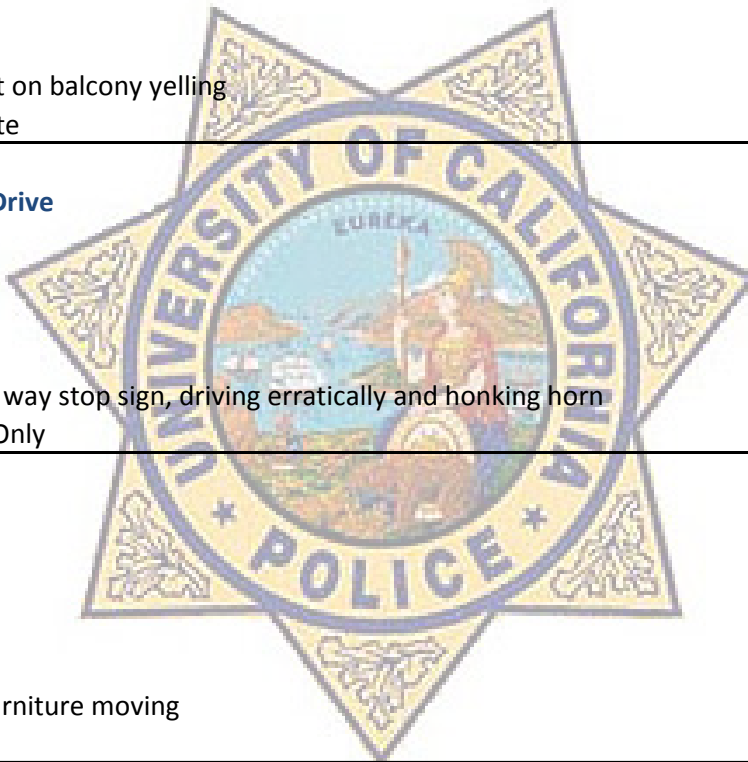 t on balcony yelling
te
Drive
UNIVERSITY OF CALIFORNIA
EUREKA
way stop sign, driving erratically and honking horn
Only
POLICE
rniture moving